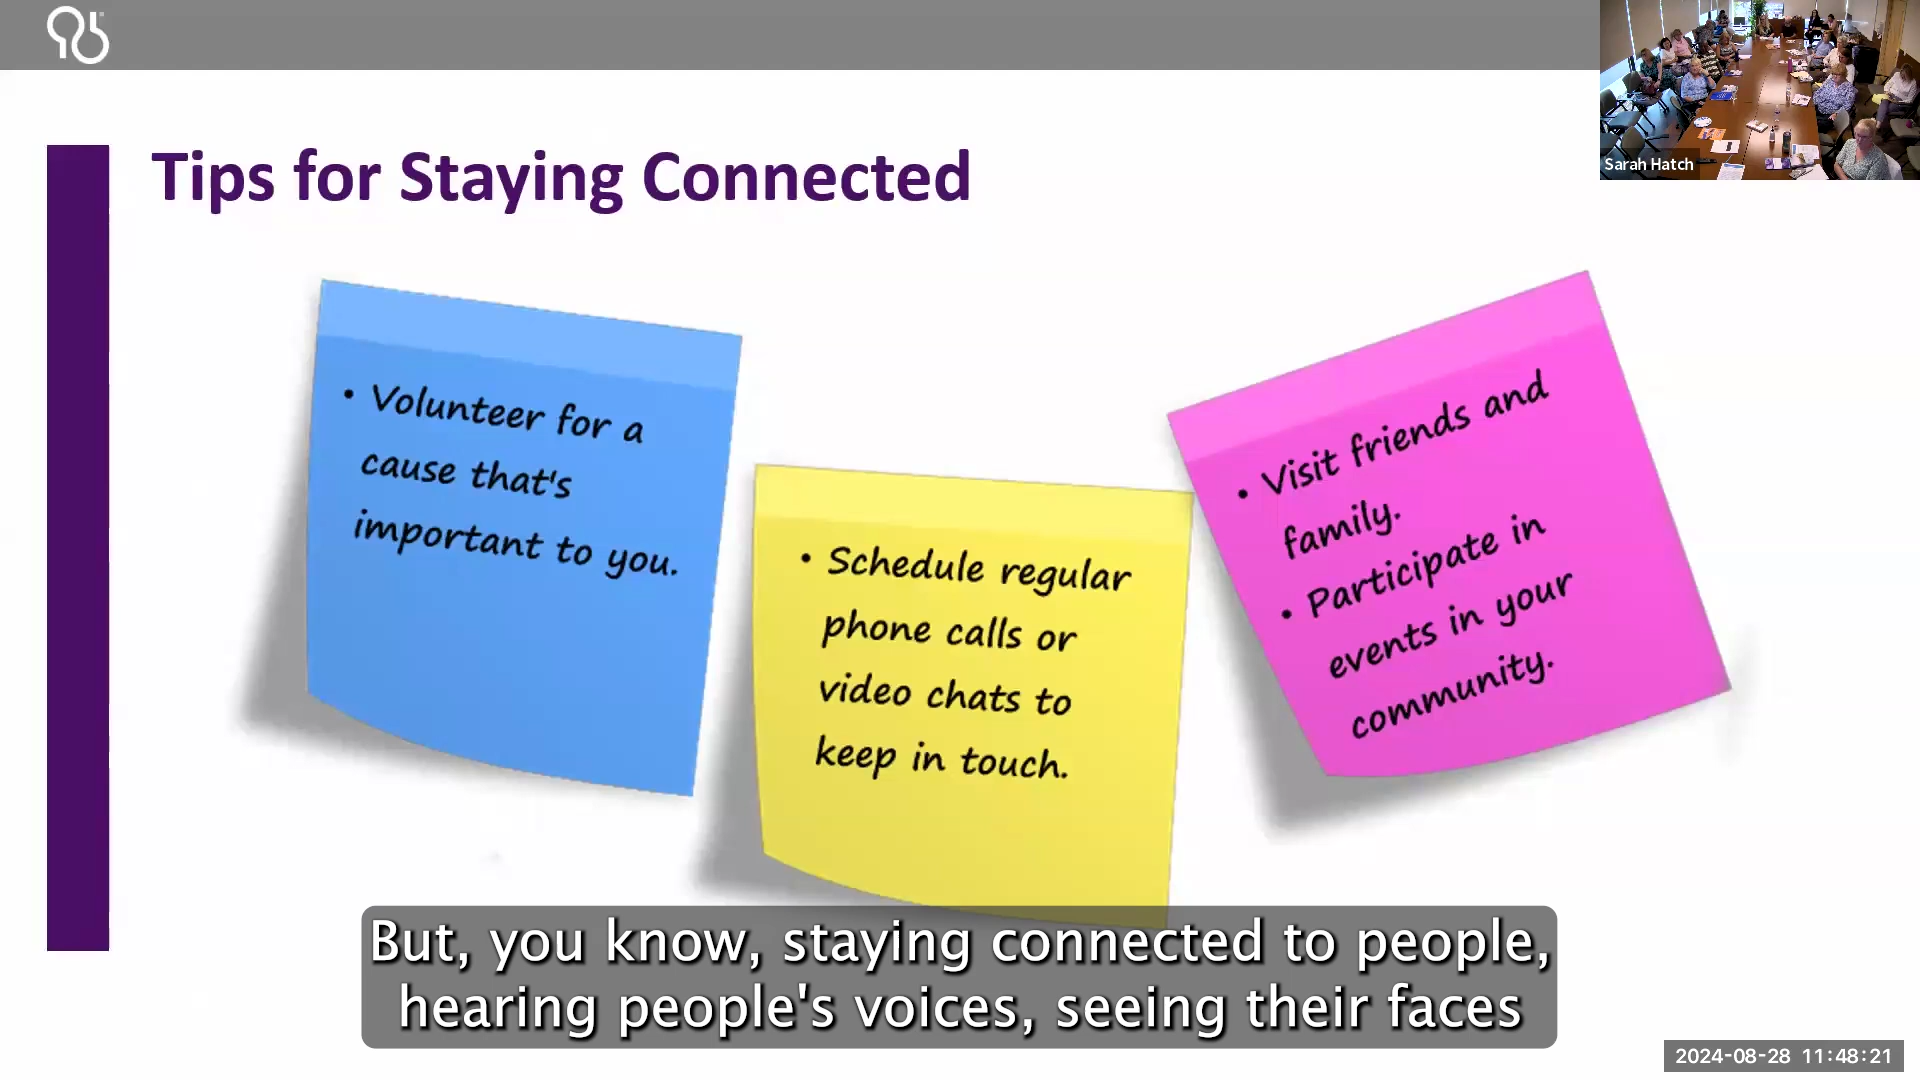 Sarah Hatch
Tips for Staying Connected
• Volunteer for a
cause that's
important to you.
• Schedule regular
phone calls or
video chats to
keep in touch.
• Visit friends and
family.
• Participate in
events in your
community.
But, you know, staying connected to people,
hearing people's voices, seeing their faces
2024-08-28 11:48:21